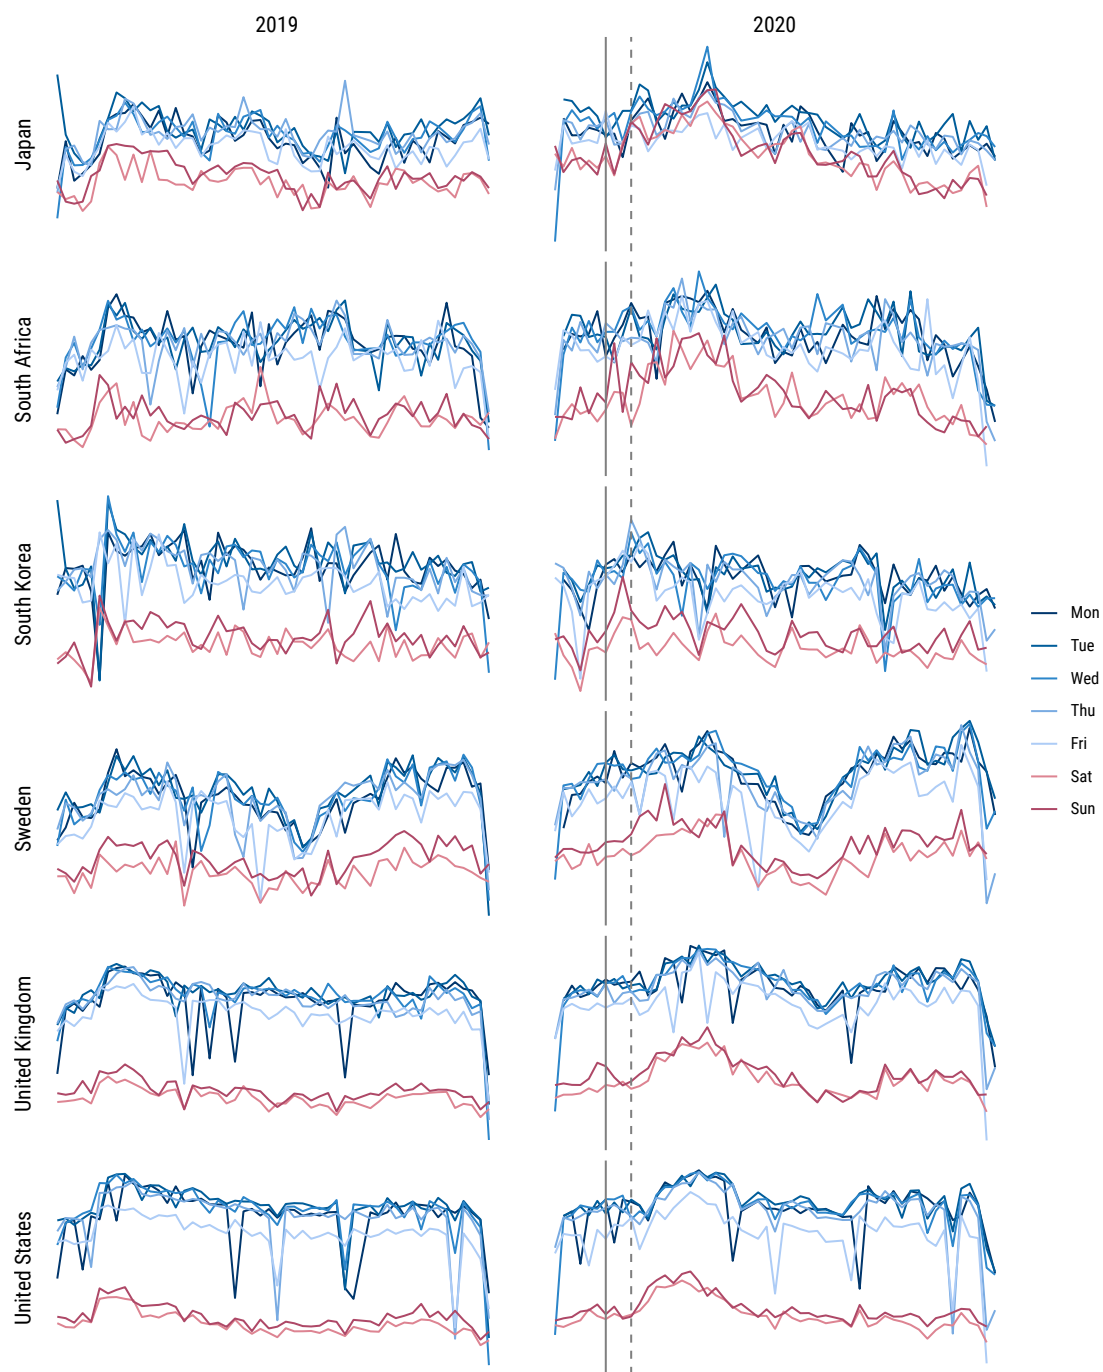 2019
2020
Japan
South Africa
South Korea
Sweden
United Kingdom
United States
Mon
Tue
Wed
Thu
Fri
Sat
Sun